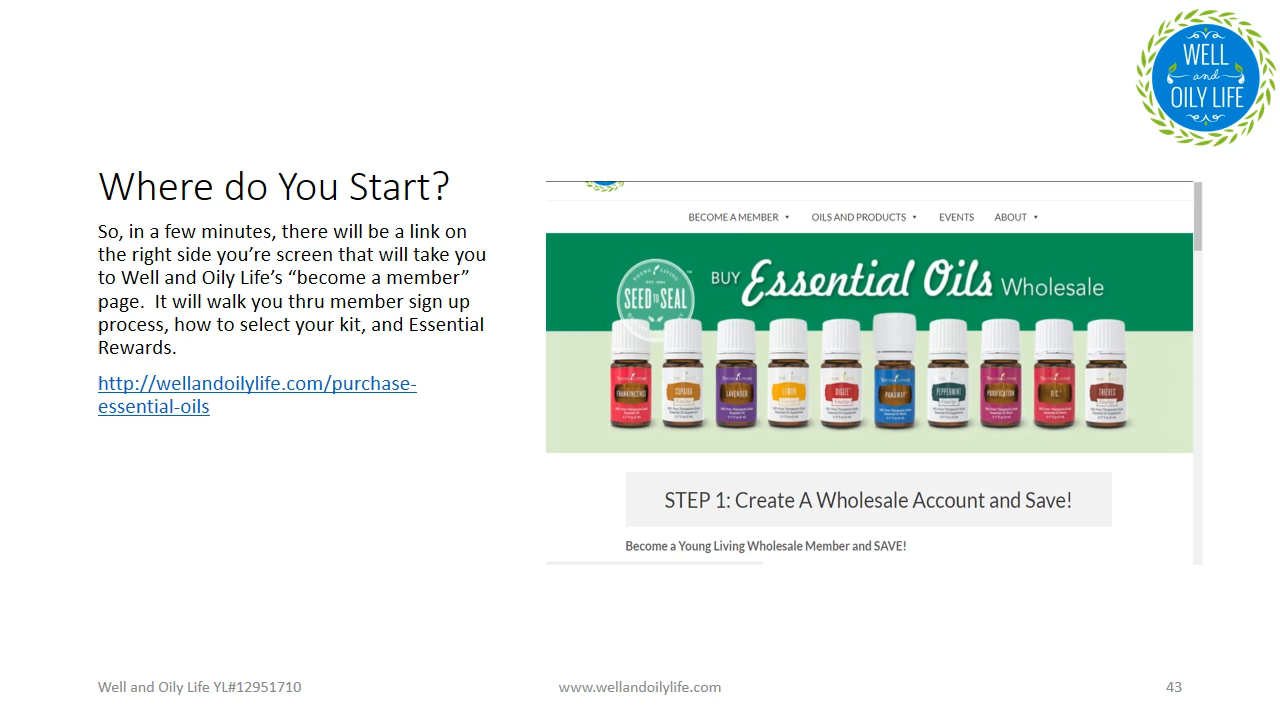 WELL
and
OILY LIFE
Where do You Start?
So, in a few minutes, there will be a link on
the right side you’re screen that will take you
to Well and Oily Life’s “become a member”
page.  It will walk you thru member sign up
process, how to select your kit, and Essential
Rewards.
http://wellandoilylife.com/purchase-
essential-oils
BECOME A MEMBER
OILS AND PRODUCTS
EVENTS
ABOUT
YOUNG LIVING
SEED TO SEAL
BUY Essential Oils Wholesale
FRANKINCENSE
COPAIBA
LAVENDER
LEMON
DIGIZE
PANAWAY
PEPPERMINT
PURIFICATION
R.C.
THIEVES
STEP 1: Create A Wholesale Account and Save!
Become a Young Living Wholesale Member and SAVE!
Well and Oily Life YL#12951710
www.wellandoilylife.com
43